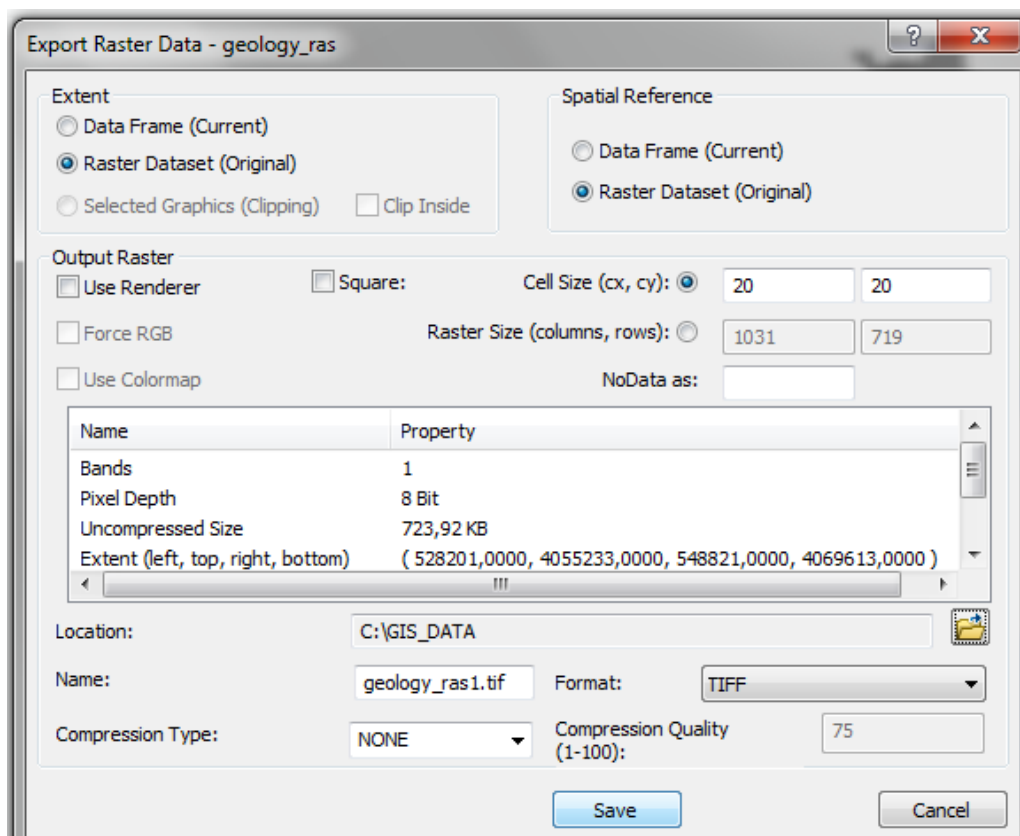 Export Raster Data - geology_ras
Extent
Data Frame (Current)
Raster Dataset (Original)
Selected Graphics (Clipping) Clip Inside
Spatial Reference
Data Frame (Current)
Raster Dataset (Original)
Output Raster
Use Renderer Square: Cell Size (cx, cy): 20 20
Force RGB Raster Size (columns, rows): 1031 719
Use Colormap NoData as:
Name Property
Bands 1
Pixel Depth 8 Bit
Uncompressed Size 723,92 KB
Extent (left, top, right, bottom) ( 528201,0000, 4055233,0000, 548821,0000, 4069613,0000 )
Location: C:\GIS_DATA
Name: geology_ras1.tif Format: TIFF
Compression Type: NONE Compression Quality
(1-100): 75
Save Cancel